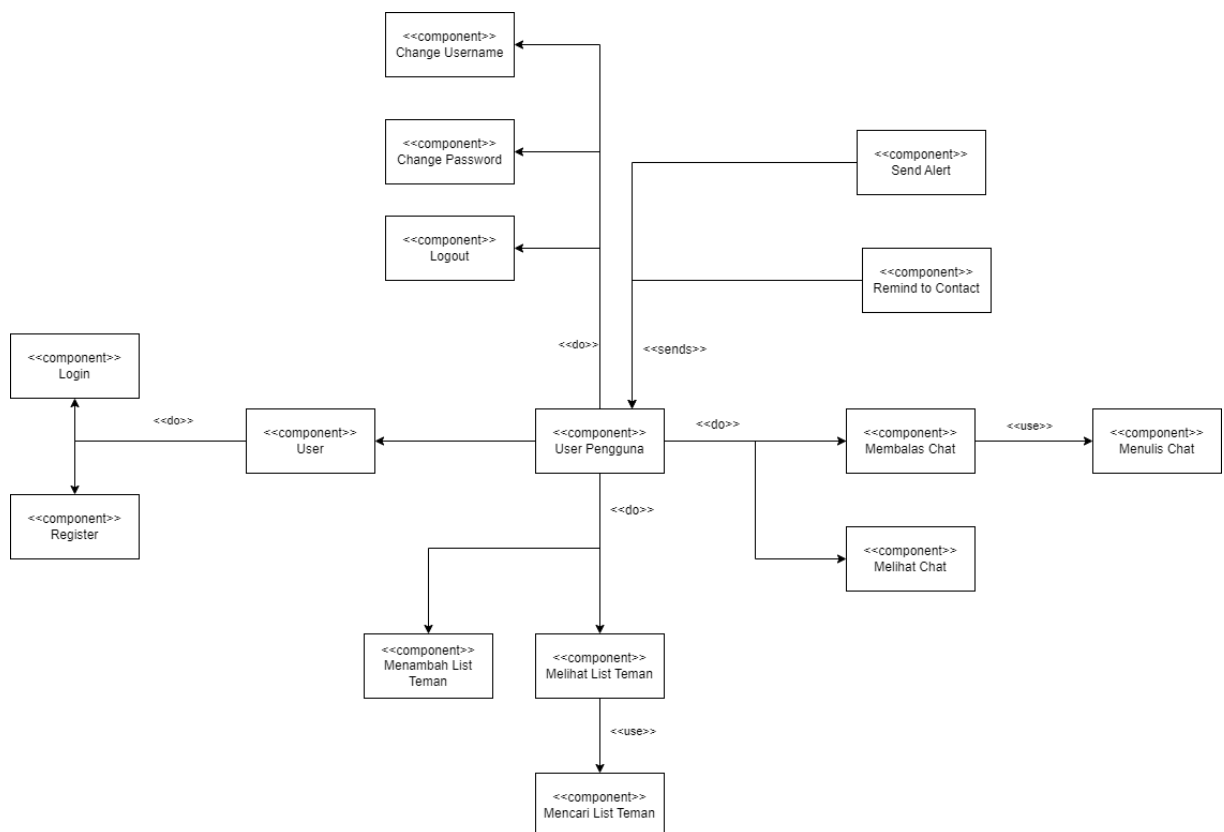 <<component>>
Change Username
<<component>>
Change Password
<<component>>
Send Alert
<<component>>
Logout
<<component>>
Remind to Contact
<<component>>
Login
<<do>>
<<sends>>
<<do>>
<<component>>
User
<<component>>
User Pengguna
<<do>>
<<component>>
Membalas Chat
<<use>>
<<component>>
Menulis Chat
<<component>>
Register
<<do>>
<<component>>
Melihat Chat
<<component>>
Menambah List
Teman
<<component>>
Melihat List Teman
<<use>>
<<component>>
Mencari List Teman